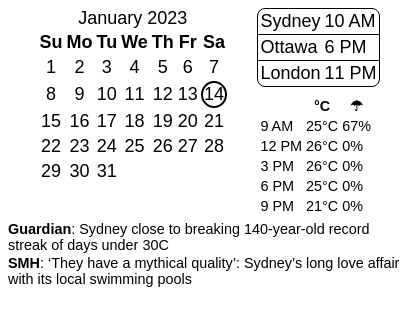 January 2023
Su Mo Tu We Th Fr Sa
1 2 3 4 5 6 7
8 9 10 11 12 13 14
15 16 17 18 19 20 21
22 23 24 25 26 27 28
29 30 31
Sydney 10 AM
Ottawa 6 PM
London 11 PM
°C ☂
9 AM 25°C 67%
12 PM 26°C 0%
3 PM 26°C 0%
6 PM 25°C 0%
9 PM 21°C 0%
Guardian: Sydney close to breaking 140-year-old record
streak of days under 30C
SMH: ‘They have a mythical quality’: Sydney’s long love affair
with its local swimming pools